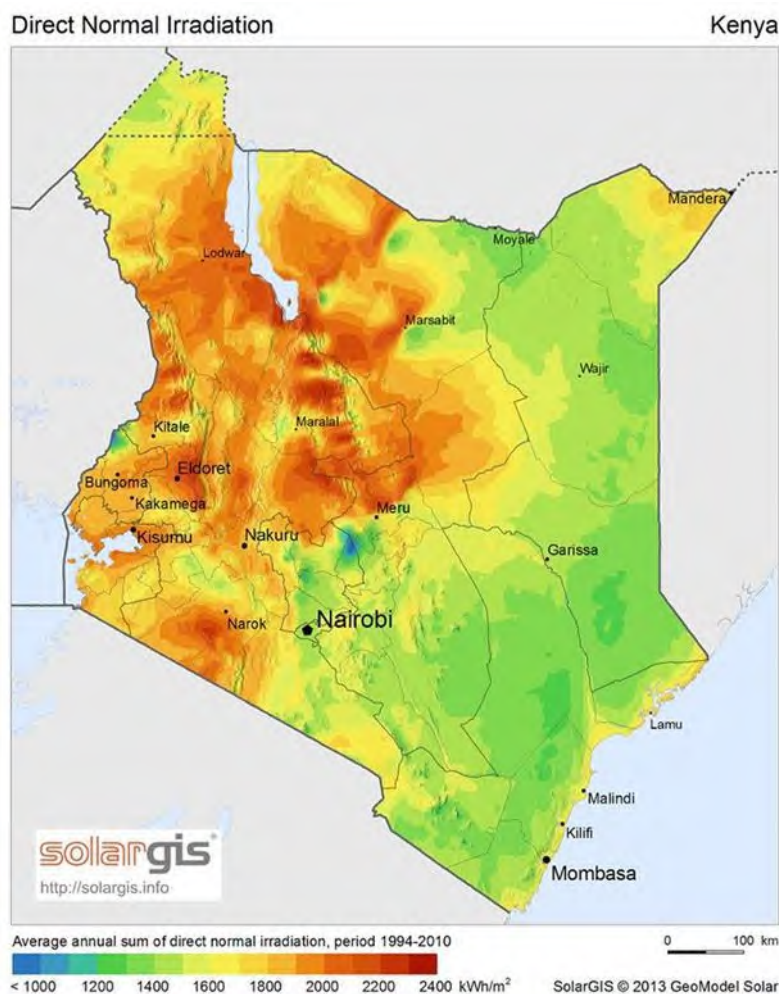 Direct Normal Irradiation
Kenya
Mandera
Moyale
Lodwar
Marsabit
Wajir
Kitale
Maralal
Eldoret
Bungoma
Kakamega
Meru
Kisumu
Nakuru
Garissa
Narok
Nairobi
Lamu
Malindi
Kilifi
Mombasa
solargis
http://solargis.info
Average annual sum of direct normal irradiation, period 1994-2010
0 100 km
< 1000 1200 1400 1600 1800 2000 2200 2400 kWh/m²
SolarGIS © 2013 GeoModel Solar